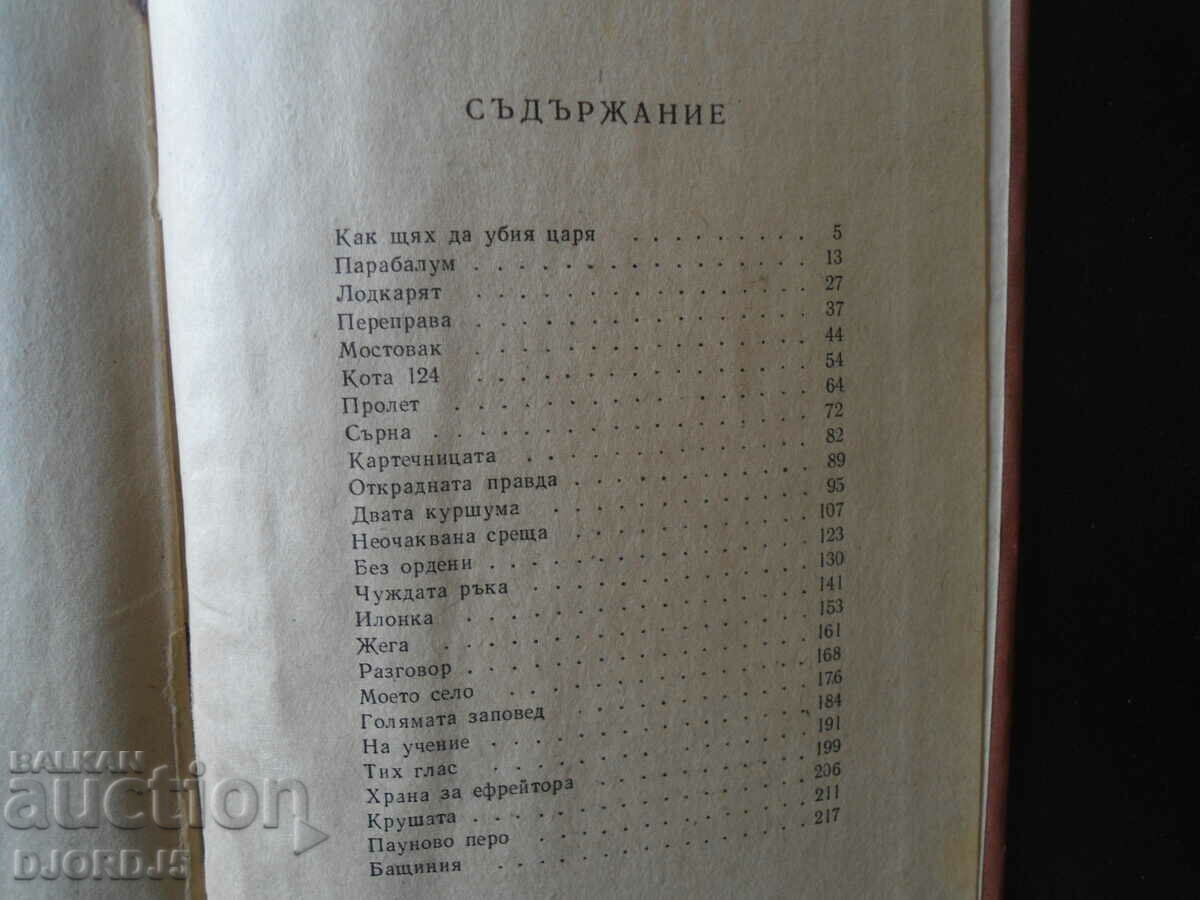 СЪДЪРЖАНИЕ
Как щях да убия царя . . . . . . . . . 5
Парабалум . . . . . . . . . . . . . . . 13
Лодкарят . . . . . . . . . . . . . . . 27
Переправа . . . . . . . . . . . . . . . 37
Мостовак . . . . . . . . . . . . . . . 44
Кота 124 . . . . . . . . . . . . . . . 54
Пролет . . . . . . . . . . . . . . . . 64
Сърна . . . . . . . . . . . . . . . . . 72
Картечницата . . . . . . . . . . . . . 82
Открадната правда . . . . . . . . . . . 89
Двата куршума . . . . . . . . . . . . . 95
Неочаквана среща . . . . . . . . . . . 107
Без ордени . . . . . . . . . . . . . . 123
Чуждата ръка . . . . . . . . . . . . . 130
Илонка . . . . . . . . . . . . . . . . 141
Жега . . . . . . . . . . . . . . . . . 153
Разговор . . . . . . . . . . . . . . . 161
Моето село . . . . . . . . . . . . . . 168
Голямата заповед . . . . . . . . . . . 176
На учение . . . . . . . . . . . . . . . 184
Тих глас . . . . . . . . . . . . . . . 191
Храна за ефрейтора . . . . . . . . . . 199
Крушата . . . . . . . . . . . . . . . . 206
Пауново перо . . . . . . . . . . . . . 211
Бащиния . . . . . . . . . . . . . . . . 217
BALKAN
auction
DJORDJ5